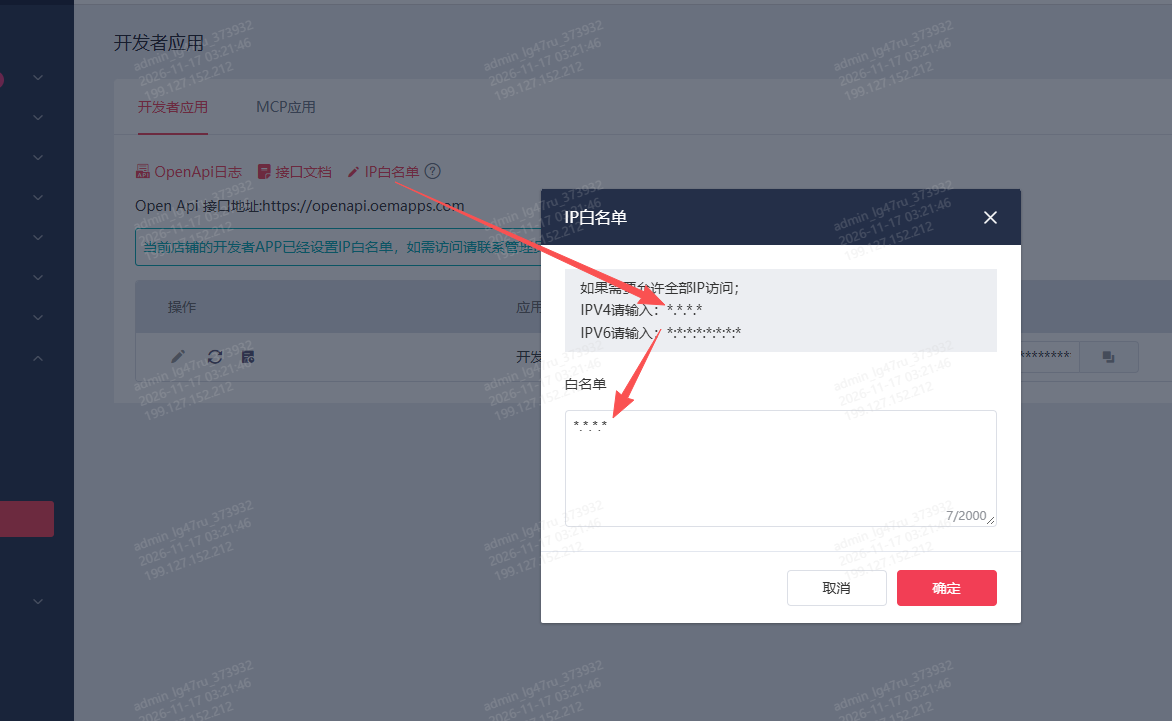 开发者应用
开发者应用
MCP应用
OpenApi日志
接口文档
IP白名单
Open Api 接口地址:https://openapi.oemapps.com
当前店铺的开发者APP已经设置IP白名单，如需访问请联系管理
操作
应用
开发
********
IP白名单
如果需要允许全部IP访问；
IPV4请输入：*.*.*.*
IPV6请输入：*:*:*:*:*:*:*:*
白名单
*.*.*.*
7/2000
取消
确定
admin_lg47ru_373932
2026-11-17 03:21:46
199.127.152.212